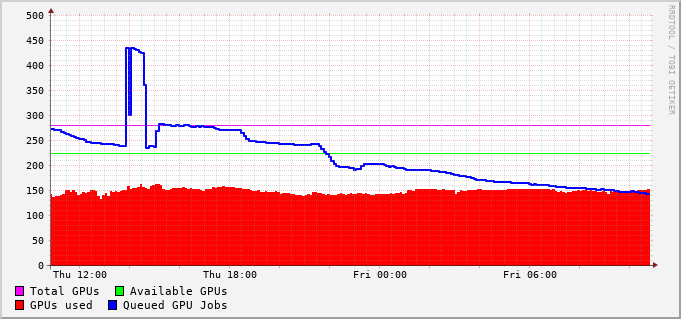 500
450
400
350
300
250
200
150
100
50
0
Thu 12:00 Thu 18:00 Fri 00:00 Fri 06:00
Total GPUs Available GPUs
GPUs used Queued GPU Jobs
RRDTOOL / TOBI OETIKER